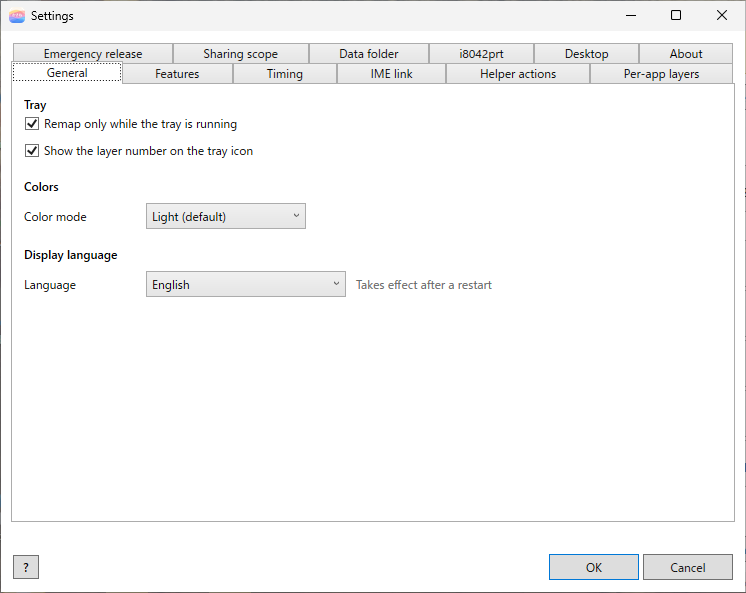 Settings
Emergency release
Sharing scope
Data folder
i8042prt
Desktop
About
General
Features
Timing
IME link
Helper actions
Per-app layers
Tray
Remap only while the tray is running
Show the layer number on the tray icon
Colors
Color mode
Light (default)
Display language
Language
English
Takes effect after a restart
?
OK
Cancel